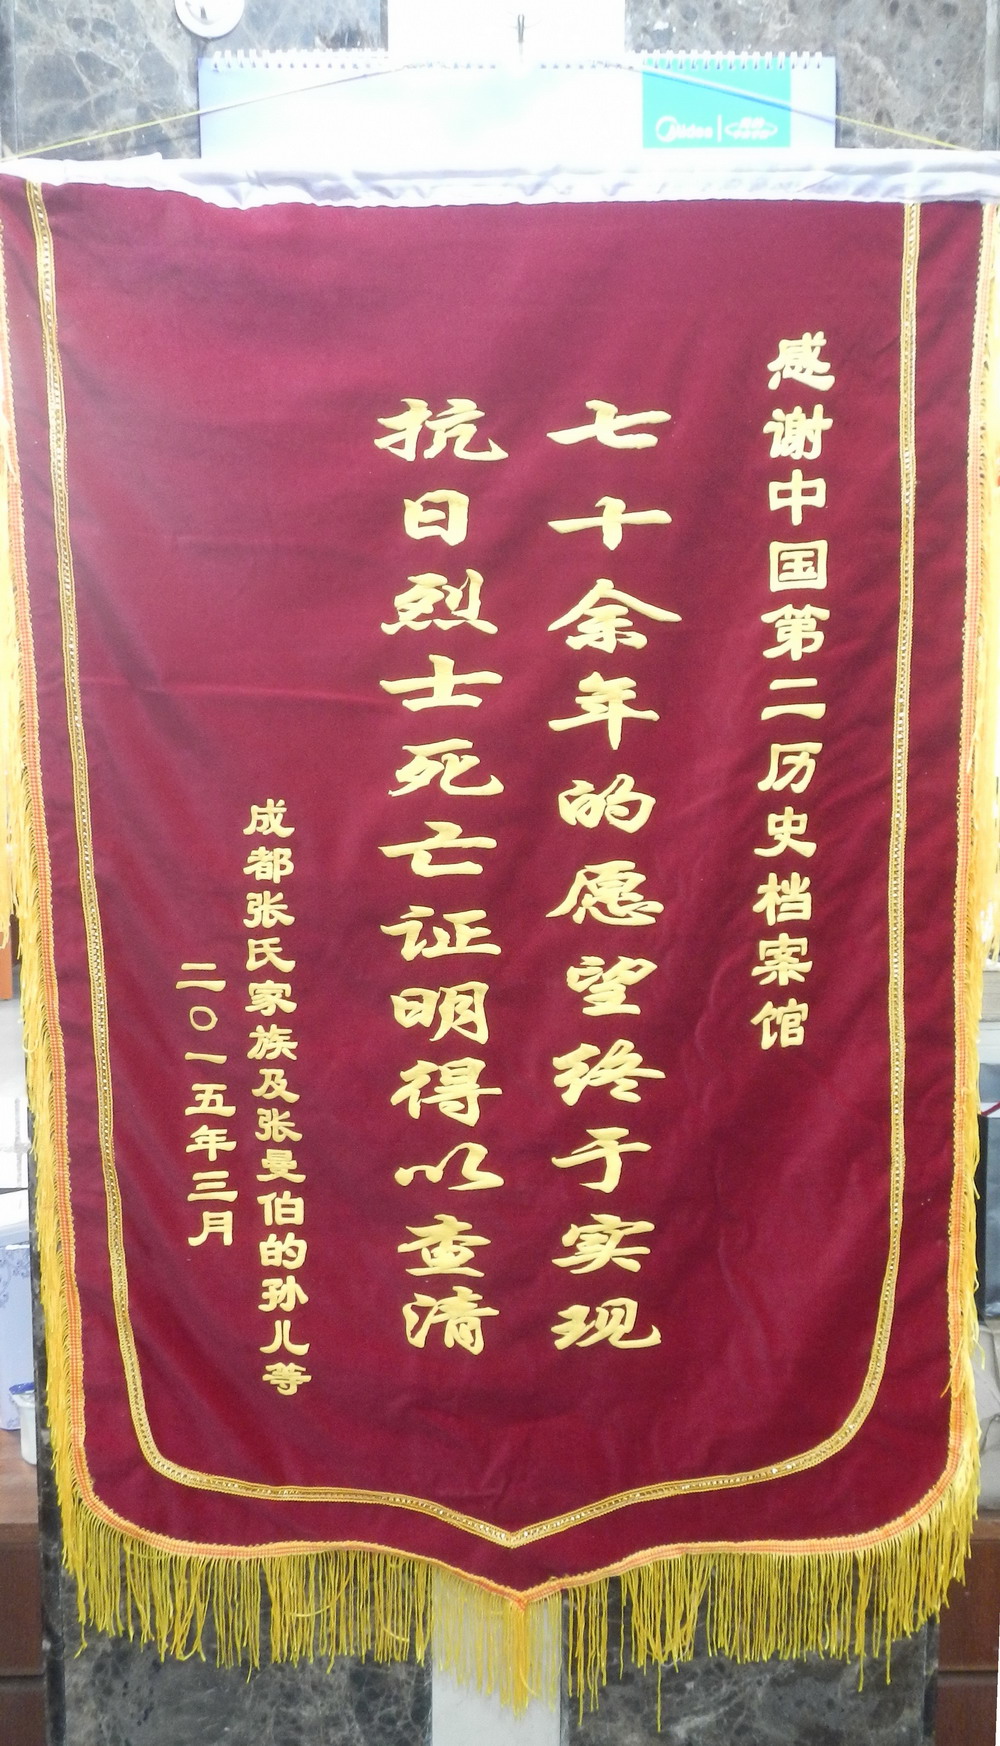 感谢中国第二历史档案馆
七十余年的愿望终于实现
抗日烈士死亡证明得以查清
成都张氏家族及张曼伯的孙儿等
二〇一五年三月
Midea